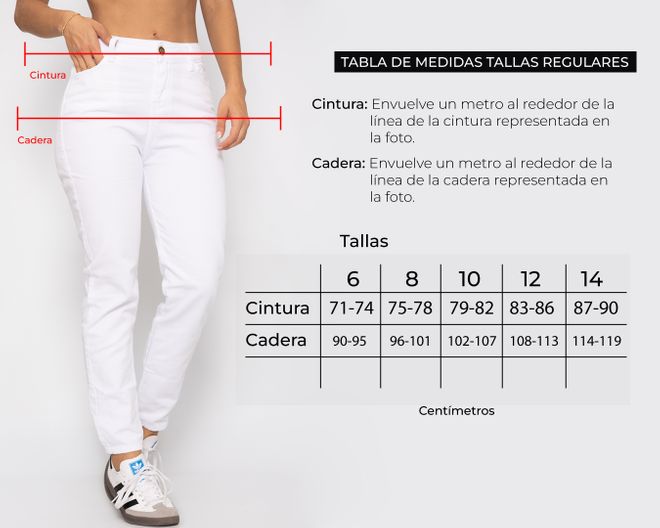 TABLA DE MEDIDAS TALLAS REGULARES
Cintura
Cintura: Envuelve un metro al rededor de la
línea de la cintura representada en
la foto.
Cadera
Cadera: Envuelve un metro al rededor de la
línea de la cadera representada en
la foto.
Tallas
6 8 10 12 14
Cintura 71-74 75-78 79-82 83-86 87-90
Cadera 90-95 96-101 102-107 108-113 114-119
Centímetros